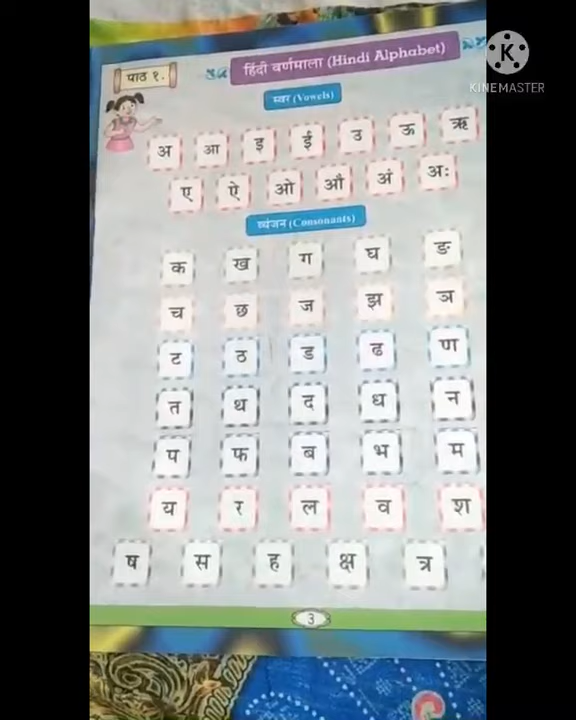 पाठ १.
हिंदी वर्णमाला (Hindi Alphabet)
K
KINEMASTER
स्वर (Vowels)
अ आ इ ई उ ऊ ऋ
ए ऐ ओ औ अं अः
व्यंजन (Consonants)
क ख ग घ ङ
च छ ज झ ञ
ट ठ ड ढ ण
त थ द ध न
प फ ब भ म
य र ल व श
ष स ह क्ष त्र
3